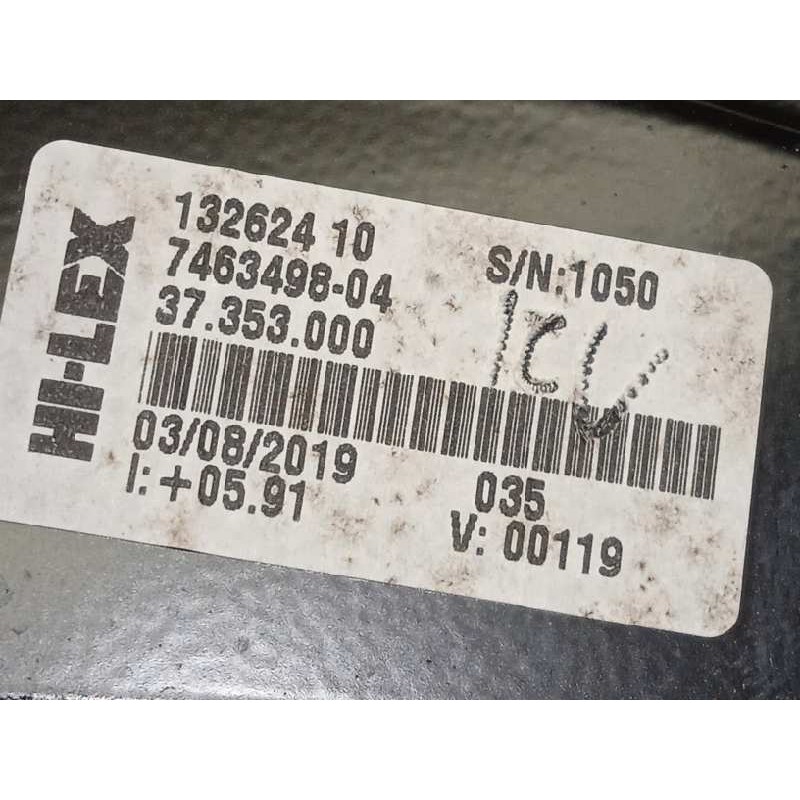 HI-LEX
132624 10
7463498-04
37.353.000
S/N:1050
03/08/2019
I:+05.91
035
V: 00119